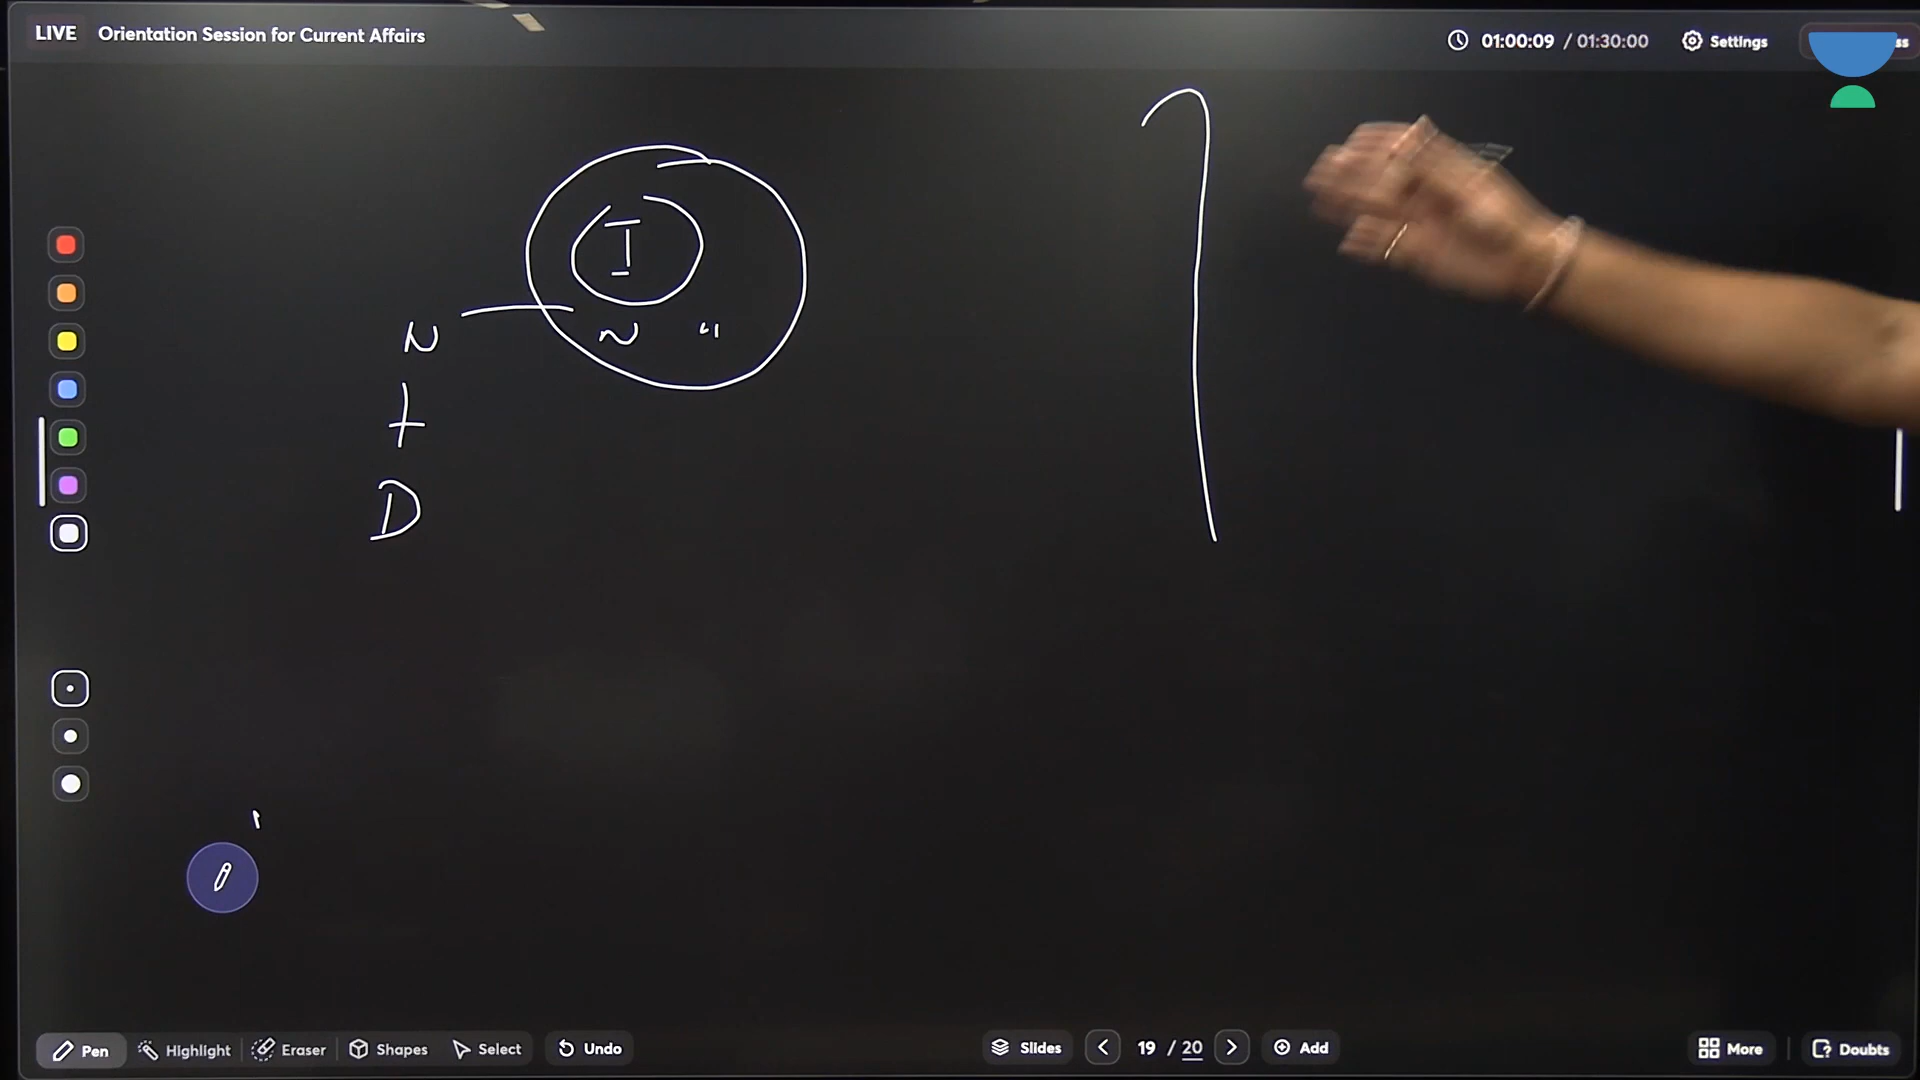 LIVE Orientation Session for Current Affairs
01:00:09 / 01:30:00 Settings ss
I
N N "
+
D
Pen Highlight Eraser Shapes Select Undo Slides 19 / 20 Add More Doubts